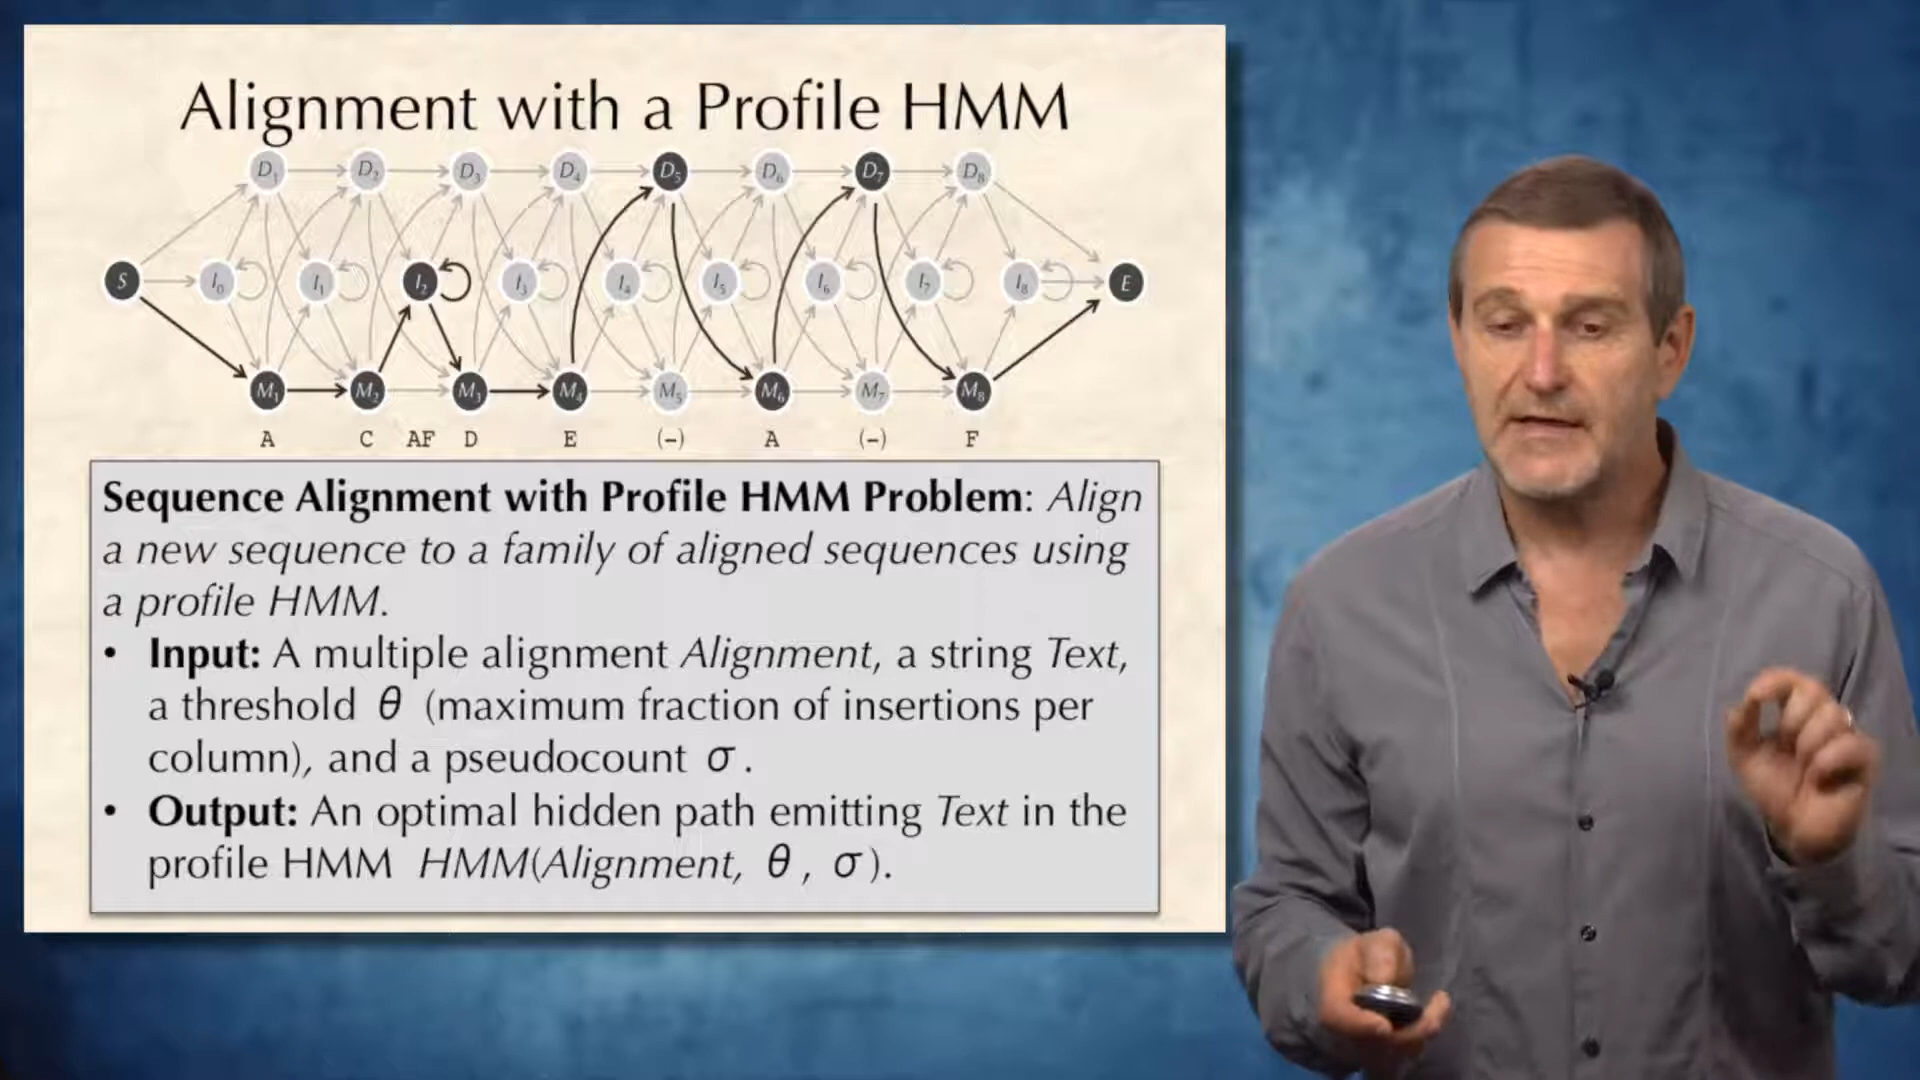 Alignment with a Profile HMM
D1 D2 D3 D4 D5 D6 D7 D8
S I0 I1 I2 I3 I4 I5 I6 I7 I8 E
M1 M2 M3 M4 M5 M6 M7 M8
A C AF D E (-) A (-) F
Sequence Alignment with Profile HMM Problem: Align
a new sequence to a family of aligned sequences using
a profile HMM.
• Input: A multiple alignment Alignment, a string Text,
a threshold θ (maximum fraction of insertions per
column), and a pseudocount σ.
• Output: An optimal hidden path emitting Text in the
profile HMM HMM(Alignment, θ, σ).